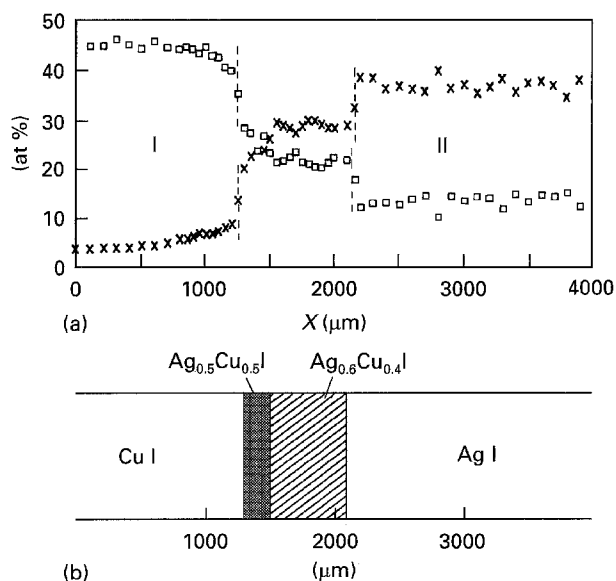 50
40
30
20
10
0
(at %)
I
II
0
1000
2000
3000
4000
(a)
X (μm)
Ag₀.₅Cu₀.₅I
Ag₀.₆Cu₀.₄I
Cu I
Ag I
1000
2000
3000
(b)
(μm)